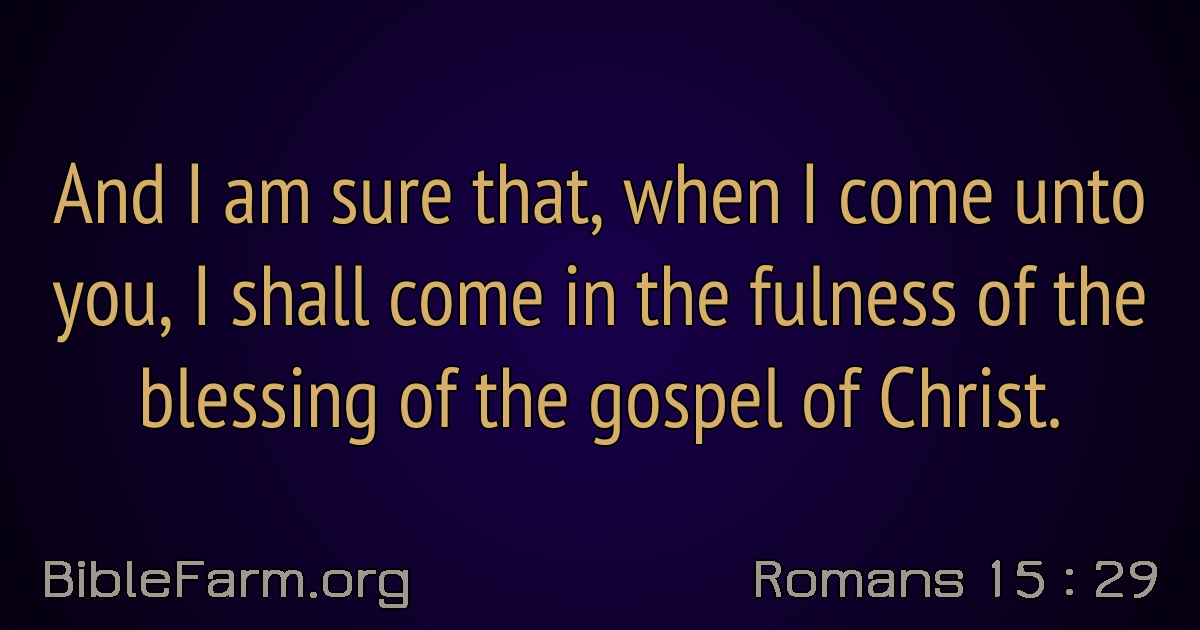 And I am sure that, when I come unto
you, I shall come in the fulness of the
blessing of the gospel of Christ.
BibleFarm.org
Romans 15 : 29